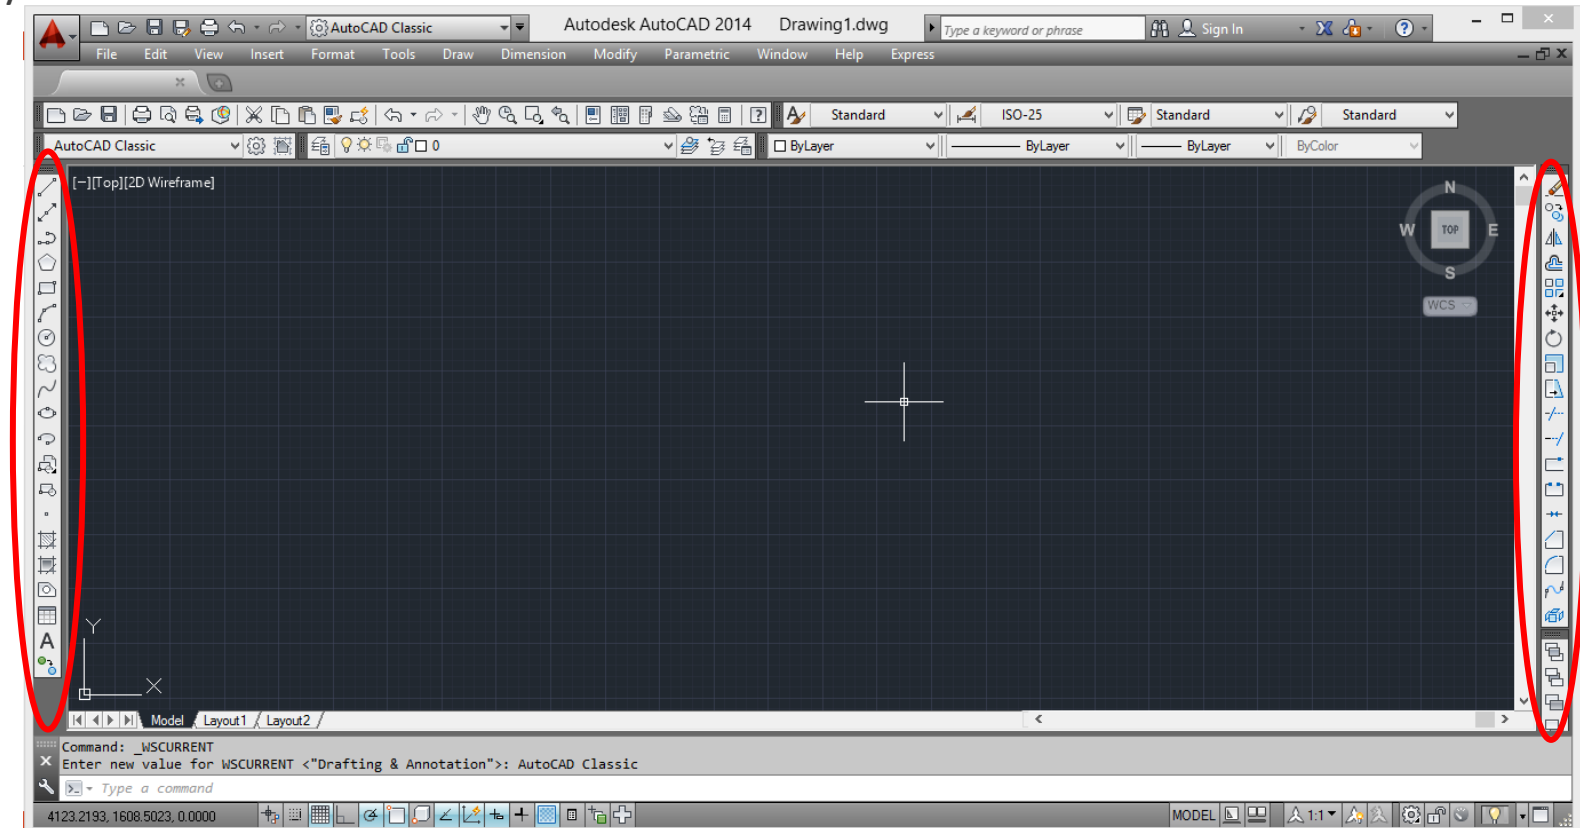 AutoCAD Classic Autodesk AutoCAD 2014 Drawing1.dwg Type a keyword or phrase Sign In
File Edit View Insert Format Tools Draw Dimension Modify Parametric Window Help Express
Standard ISO-25 Standard Standard
AutoCAD Classic 0 ByLayer ByLayer ByLayer ByColor
[−][Top][2D Wireframe]
N
W TOP E
S
WCS
A
Y
X
Model Layout1 Layout2
Command: _WSCURRENT
Enter new value for WSCURRENT <"Drafting & Annotation">: AutoCAD Classic
Type a command
4123.2193, 1608.5023, 0.0000 MODEL 1:1